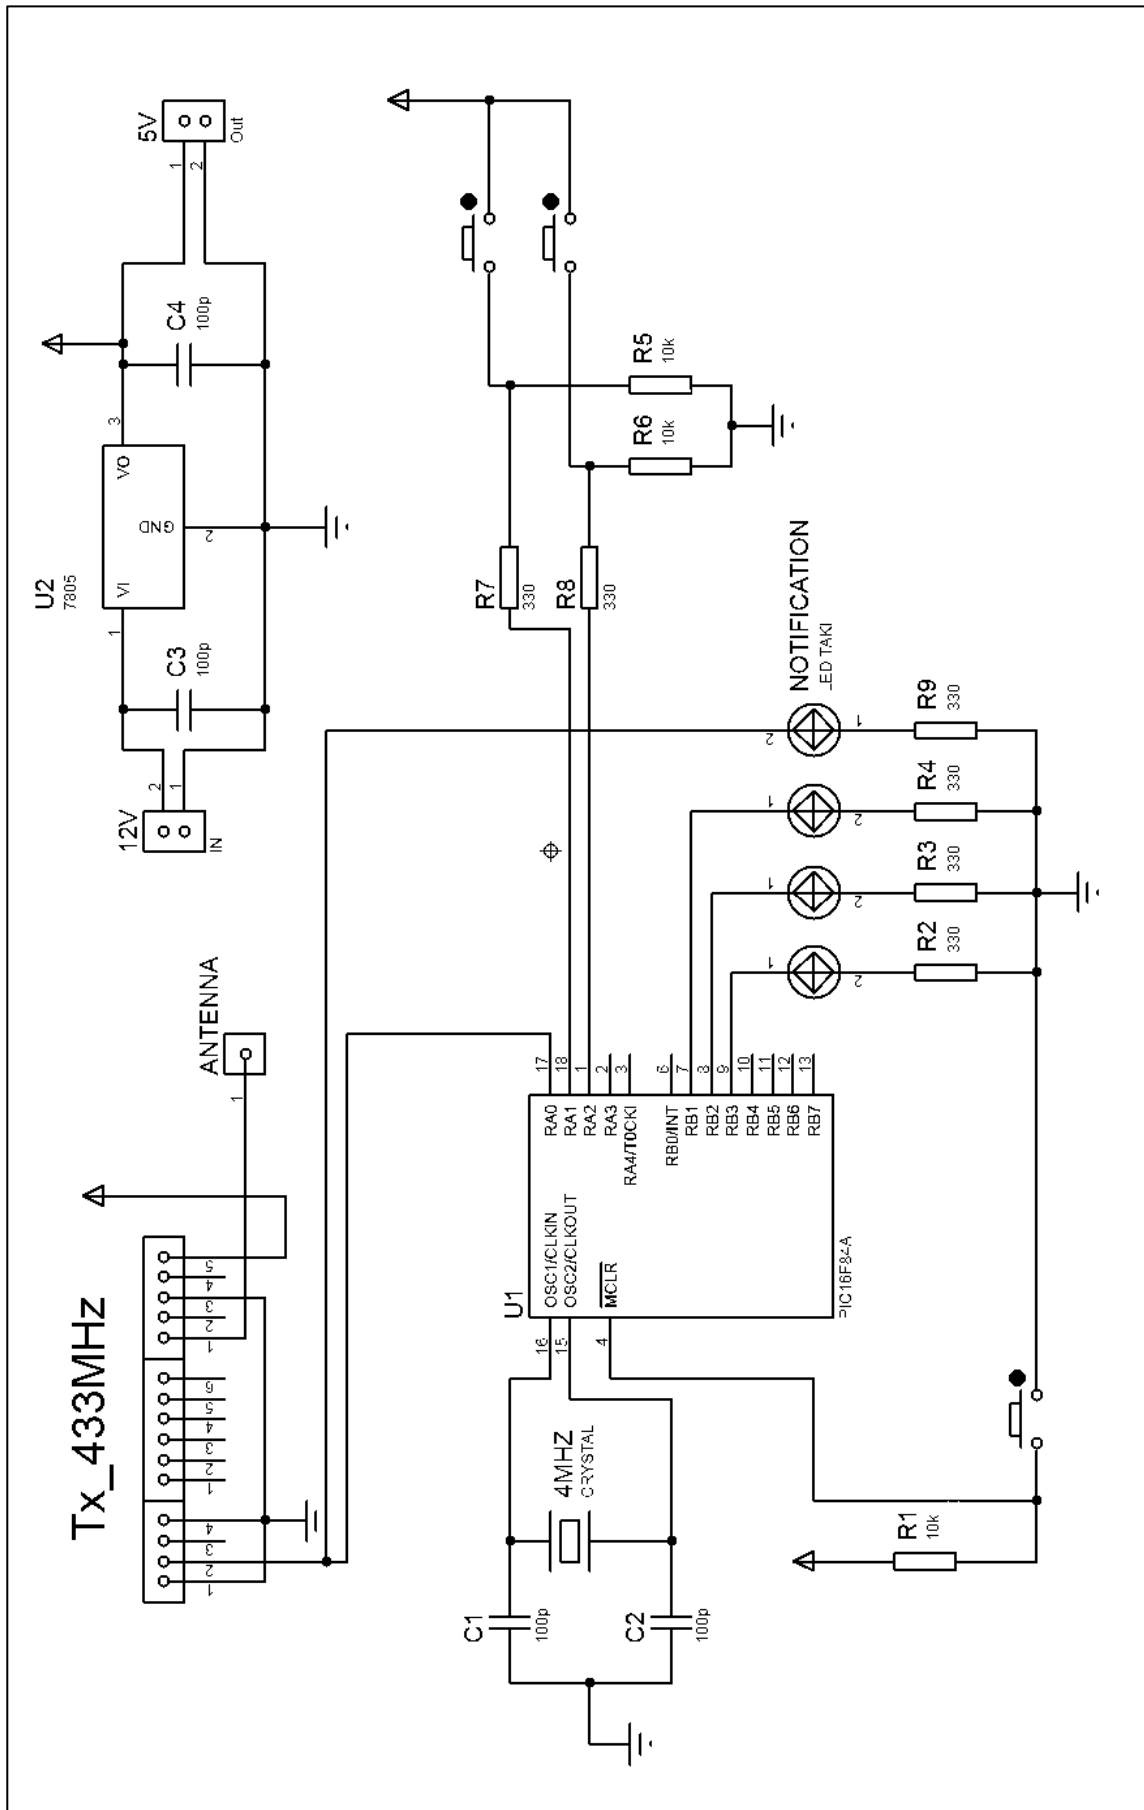 Tx_433MHz
1
2
3
4
1
2
3
4
5
6
1
2
3
4
5
ANTENNA
1
12V
IN
2
1
C3
100p
U2
7805
VI
VO
GND
1
2
3
C4
100p
5V
Out
1
2
C1
100p
C2
100p
4MHZ
CRYSTAL
U1
PIC16F84A
16
15
4
OSC1/CLKIN
OSC2/CLKOUT
MCLR
RA0
RA1
RA2
RA3
RA4/T0CKI
RB0/INT
RB1
RB2
RB3
RB4
RB5
RB6
RB7
17
18
1
2
3
6
7
8
9
10
11
12
13
R7
330
R8
330
R6
10k
R5
10k
NOTIFICATION
LED TAKI
1
2
1
2
1
2
2
1
R1
10k
R2
330
R3
330
R4
330
R9
330